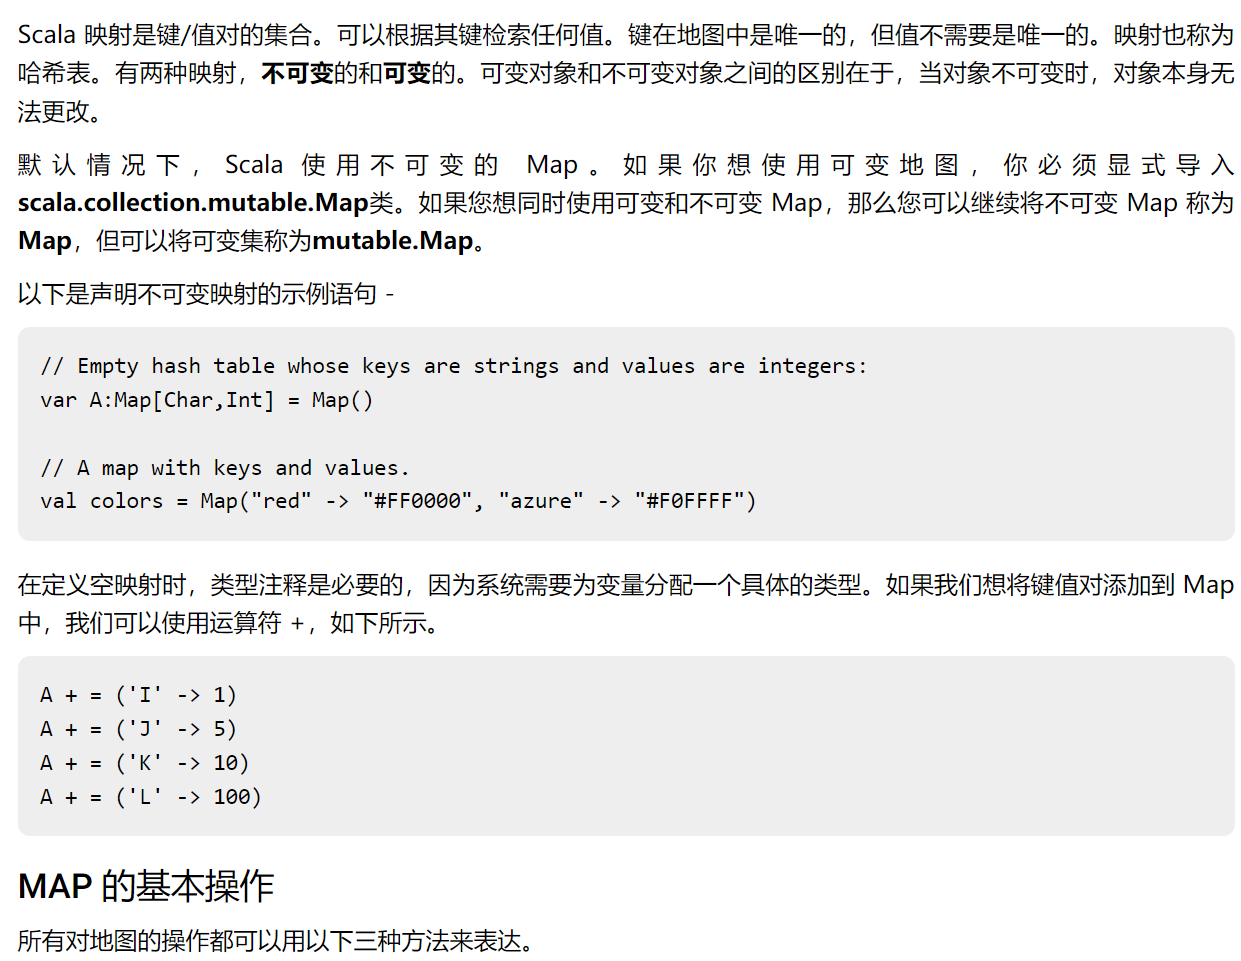 Scala 映射是键/值对的集合。可以根据其键检索任何值。键在地图中是唯一的，但值不需要是唯一的。映射也称为
哈希表。有两种映射，不可变的和可变的。可变对象和不可变对象之间的区别在于，当对象不可变时，对象本身无
法更改。
默认情况下，Scala 使用不可变的 Map。如果你想使用可变地图，你必须显式导入
scala.collection.mutable.Map类。如果您想同时使用可变和不可变 Map，那么您可以继续将不可变 Map 称为
Map，但可以将可变集称为mutable.Map。
以下是声明不可变映射的示例语句 -
// Empty hash table whose keys are strings and values are integers:
var A:Map[Char,Int] = Map()
// A map with keys and values.
val colors = Map("red" -> "#FF0000", "azure" -> "#F0FFFF")
在定义空映射时，类型注释是必要的，因为系统需要为变量分配一个具体的类型。如果我们想将键值对添加到 Map
中，我们可以使用运算符 +，如下所示。
A + = ('I' -> 1)
A + = ('J' -> 5)
A + = ('K' -> 10)
A + = ('L' -> 100)
MAP 的基本操作
所有对地图的操作都可以用以下三种方法来表达。